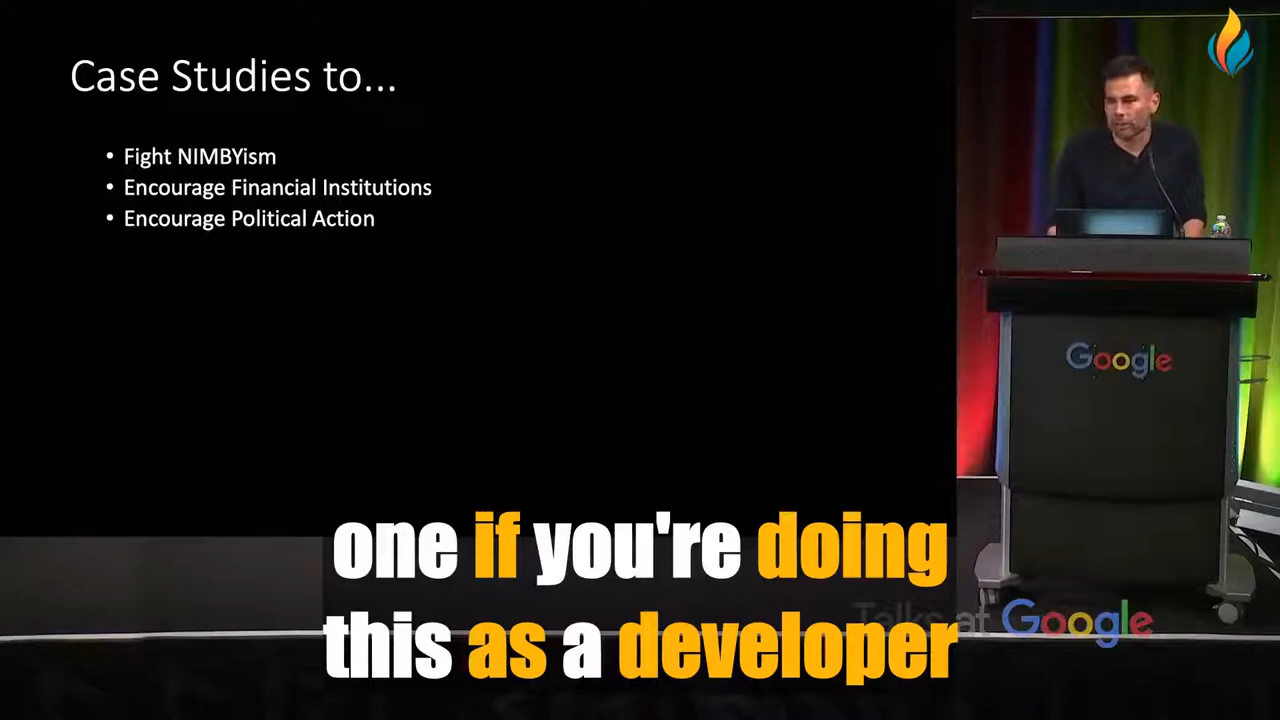 Case Studies to...
• Fight NIMBYism
• Encourage Financial Institutions
• Encourage Political Action
Google
one if you're doing
this as a developer
Talks at Google